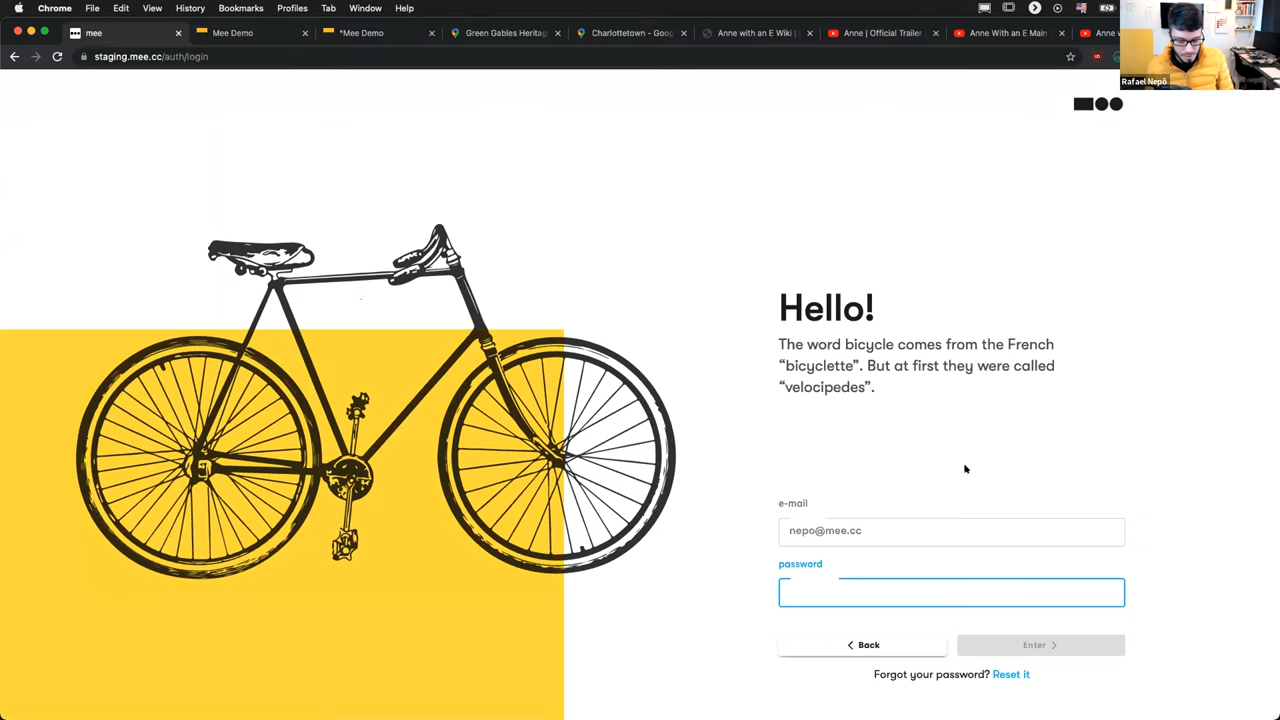 Chrome File Edit View History Bookmarks Profiles Tab Window Help
mee Mee Demo *Mee Demo Green Gables Heritag Charlottetown - Goog Anne with an E Wiki | Anne | Official Trailer Anne With an E Main Anne w
staging.mee.cc/auth/login
Rafael Nepô
Hello!
The word bicycle comes from the French
“bicyclette”. But at first they were called
“velocipedes”.
e-mail
nepo@mee.cc
password
Back Enter
Forgot your password? Reset it